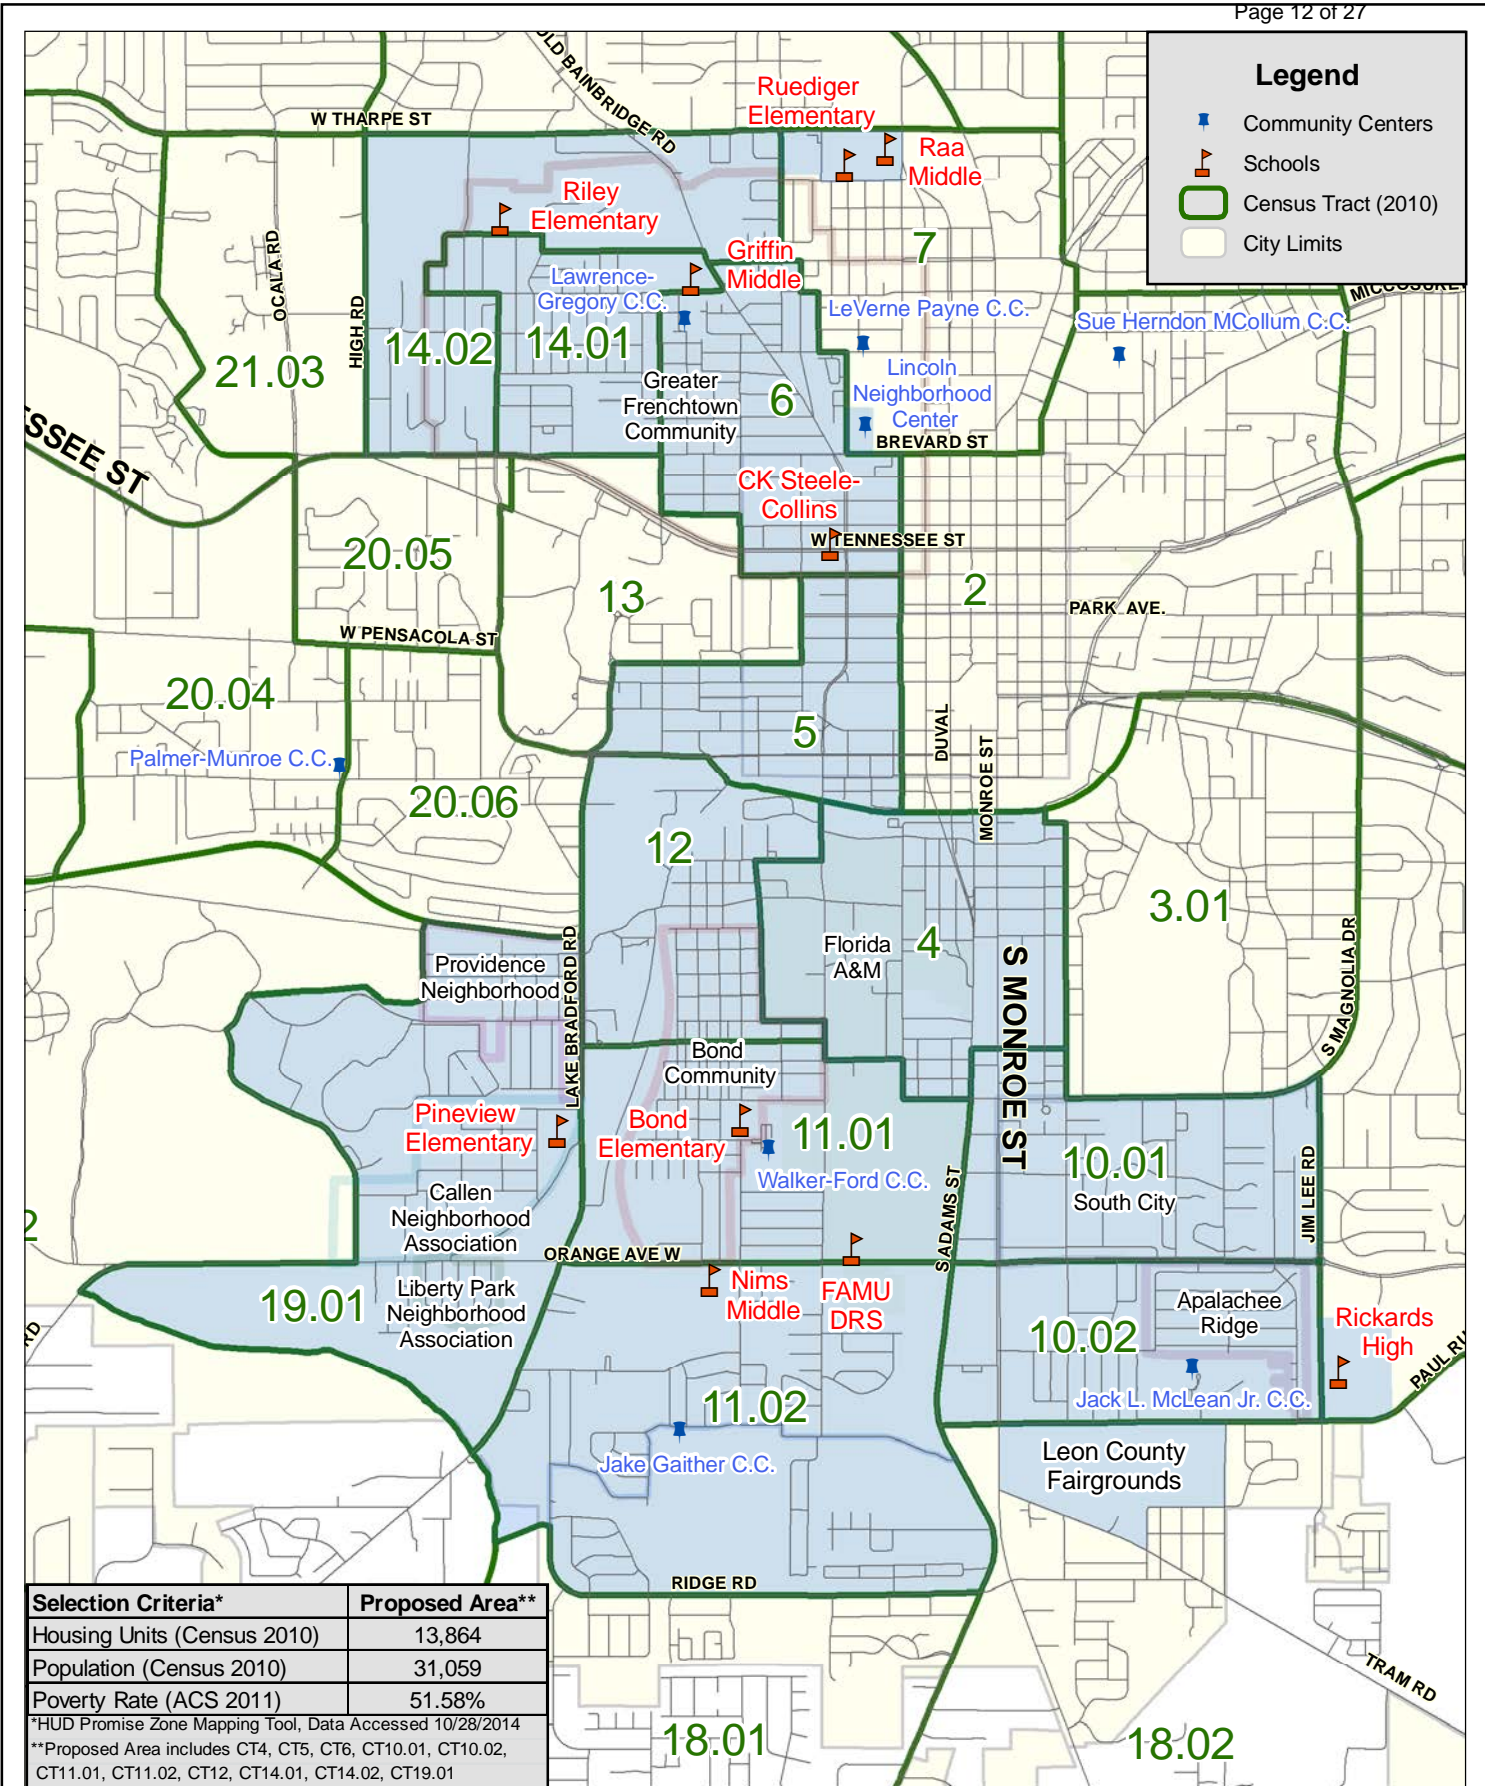 Page 12 of 27
Legend
Community Centers
Schools
Census Tract (2010)
City Limits
OLD BAINBRIDGE RD
W THARPE ST
Ruediger
Elementary
Raa
Middle
Riley
Elementary
Griffin
Middle
7
OCALA RD
HIGH RD
Lawrence-
Gregory C.C.
LeVerne Payne C.C.
Sue Herndon MCollum C.C.
21.03
14.02
14.01
Greater
Frenchtown
Community
6
Lincoln
Neighborhood
Center
BREVARD ST
SSEE ST
CK Steele-
Collins
W TENNESSEE ST
20.05
13
2
PARK AVE.
W PENSACOLA ST
20.04
5
DUVAL
MONROE ST
Palmer-Munroe C.C.
20.06
12
3.01
Florida
A&M
4
S MONROE ST
S MAGNOLIA DR
Providence
Neighborhood
LAKE BRADFORD RD
Bond
Community
Pineview
Elementary
Bond
Elementary
11.01
Walker-Ford C.C.
S ADAMS ST
10.01
South City
JIM LEE RD
Callen
Neighborhood
Association
2
ORANGE AVE W
19.01
Liberty Park
Neighborhood
Association
Nims
Middle
FAMU
DRS
10.02
Apalachee
Ridge
Rickards
High
RD
PAUL RU
Jack L. McLean Jr. C.C.
11.02
Jake Gaither C.C.
Leon County
Fairgrounds
RIDGE RD
TRAM RD
18.01
18.02
Selection Criteria* Proposed Area**
Housing Units (Census 2010) 13,864
Population (Census 2010) 31,059
Poverty Rate (ACS 2011) 51.58%
*HUD Promise Zone Mapping Tool, Data Accessed 10/28/2014
**Proposed Area includes CT4, CT5, CT6, CT10.01, CT10.02,
CT11.01, CT11.02, CT12, CT14.01, CT14.02, CT19.01